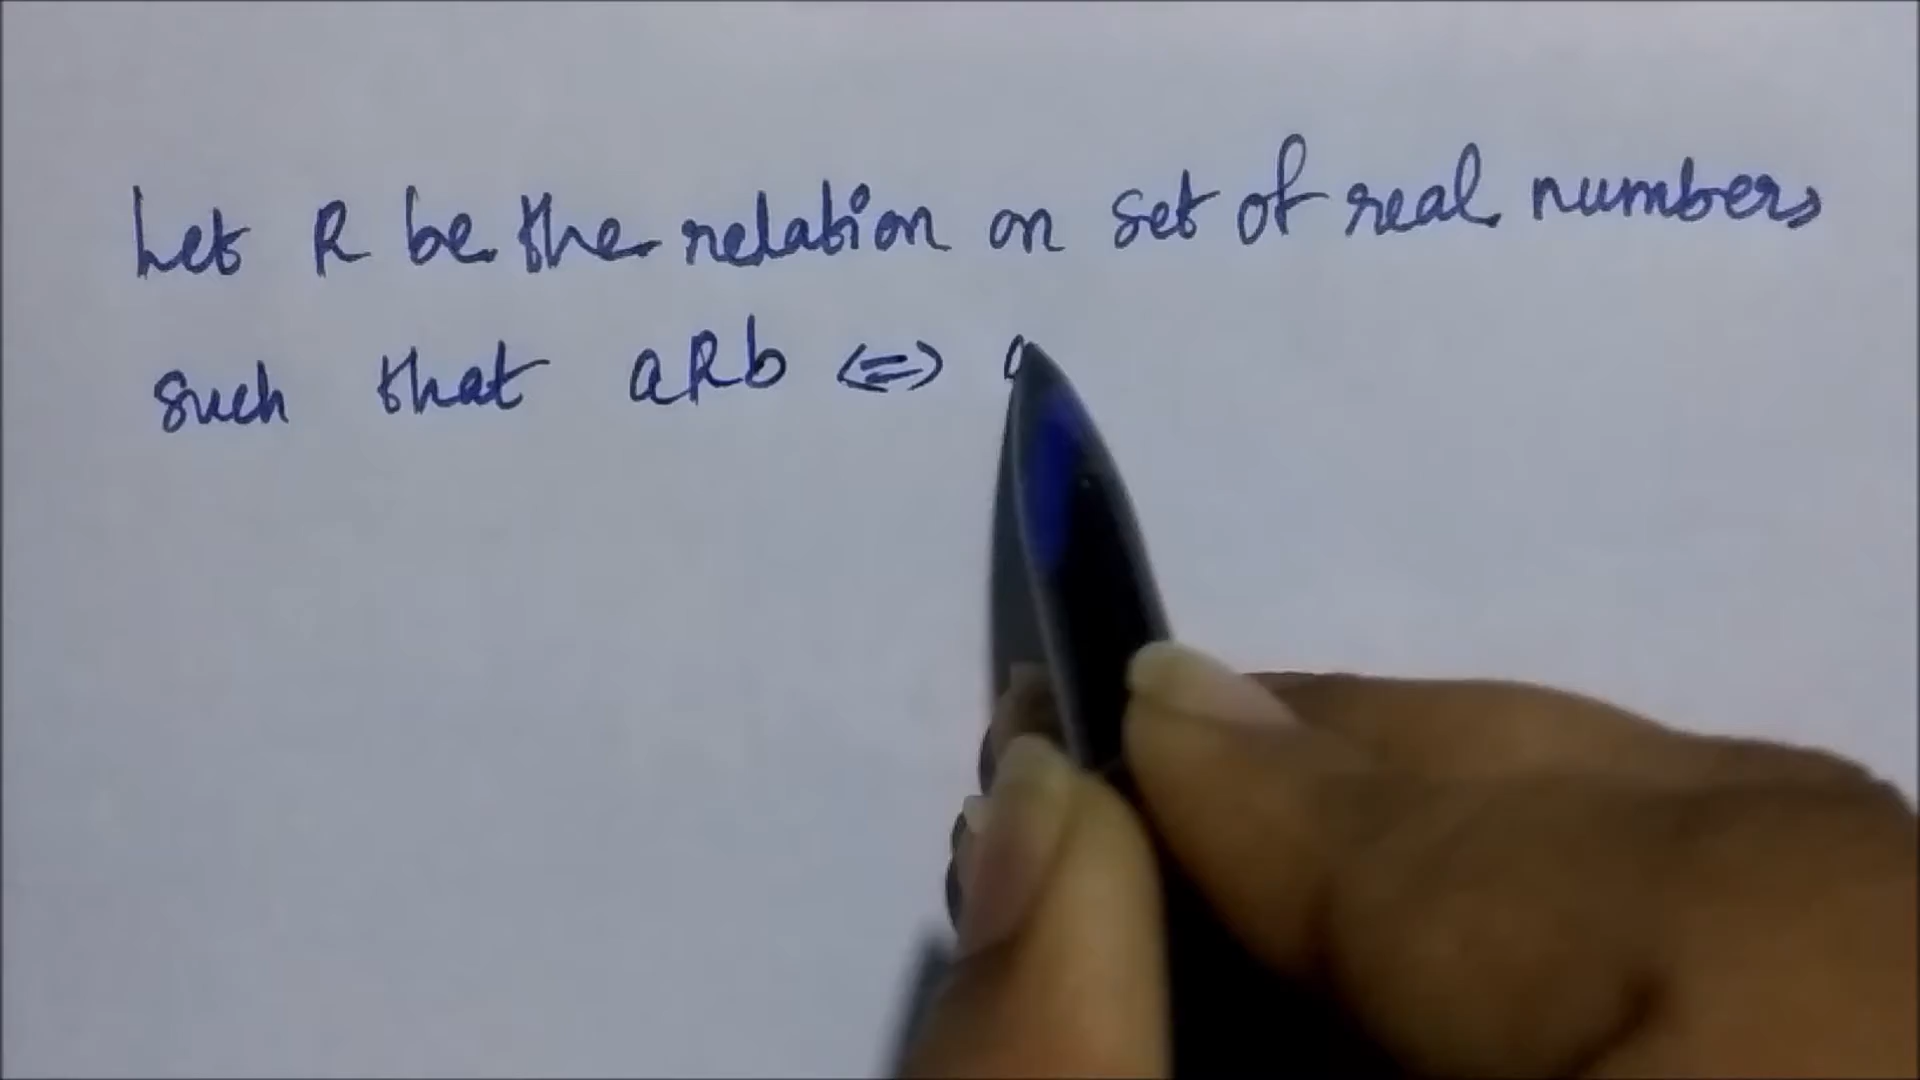 Let R be the relation on set of real numbers
such that aRb <=> a